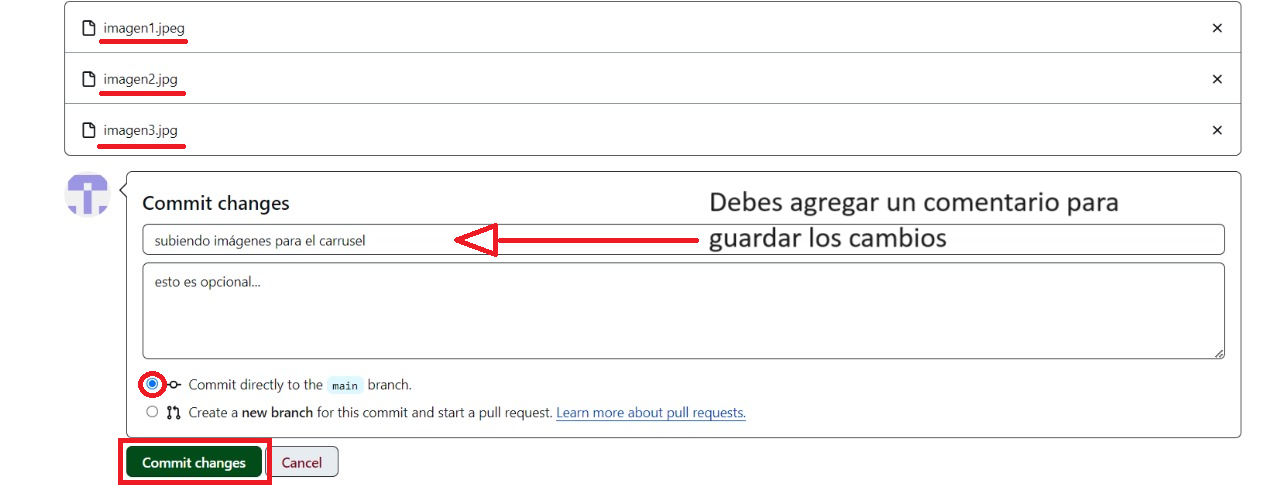 imagen1.jpeg
imagen2.jpg
imagen3.jpg
Commit changes
Debes agregar un comentario para
guardar los cambios
subiendo imágenes para el carrusel
esto es opcional...
Commit directly to the main branch.
Create a new branch for this commit and start a pull request. Learn more about pull requests.
Commit changes
Cancel